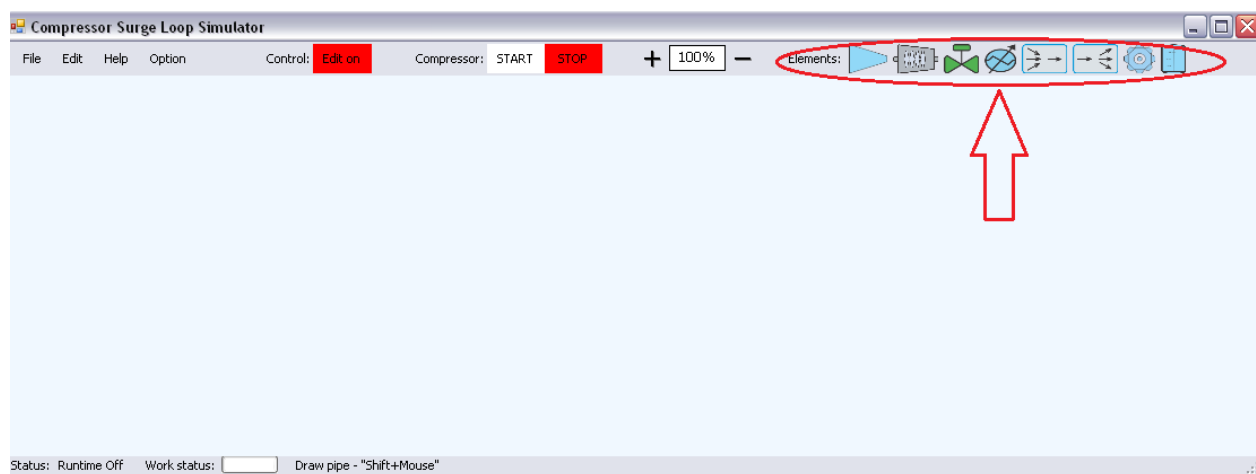 Compressor Surge Loop Simulator
File Edit Help Option Control: Edit on Compressor: START STOP + 100% − Elements:
Status: Runtime Off Work status: Draw pipe - "Shift+Mouse"